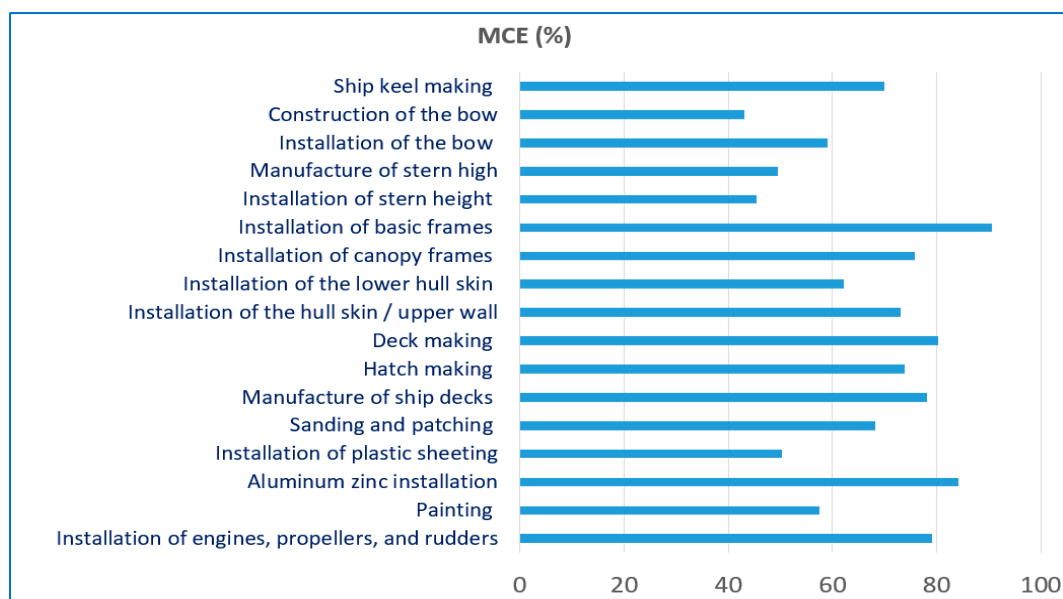 MCE (%)
Ship keel making
Construction of the bow
Installation of the bow
Manufacture of stern high
Installation of stern height
Installation of basic frames
Installation of canopy frames
Installation of the lower hull skin
Installation of the hull skin / upper wall
Deck making
Hatch making
Manufacture of ship decks
Sanding and patching
Installation of plastic sheeting
Aluminum zinc installation
Painting
Installation of engines, propellers, and rudders
0 20 40 60 80 100